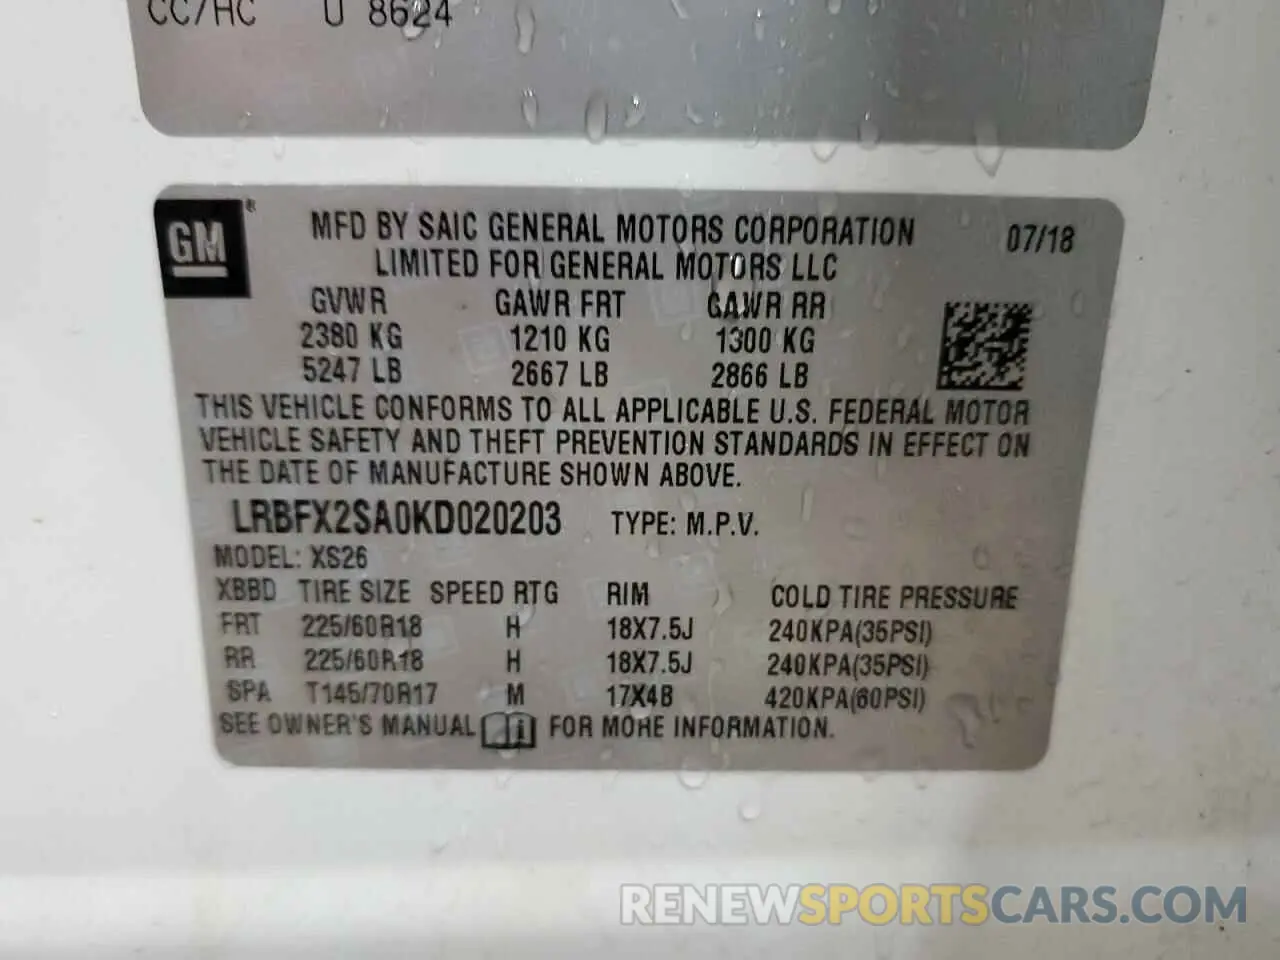 CC/HC U 8624
GM®
MFD BY SAIC GENERAL MOTORS CORPORATION 07/18
LIMITED FOR GENERAL MOTORS LLC
GVWR GAWR FRT GAWR RR
2380 KG 1210 KG 1300 KG
5247 LB 2667 LB 2866 LB
THIS VEHICLE CONFORMS TO ALL APPLICABLE U.S. FEDERAL MOTOR
VEHICLE SAFETY AND THEFT PREVENTION STANDARDS IN EFFECT ON
THE DATE OF MANUFACTURE SHOWN ABOVE.
LRBFX2SA0KD020203 TYPE: M.P.V.
MODEL: XS26
XBBD TIRE SIZE SPEED RTG RIM COLD TIRE PRESSURE
FRT 225/60R18 H 18X7.5J 240KPA(35PSI)
RR 225/60R18 H 18X7.5J 240KPA(35PSI)
SPA T145/70R17 M 17X4B 420KPA(60PSI)
SEE OWNER'S MANUAL FOR MORE INFORMATION.
RENEWSPORTSCARS.COM